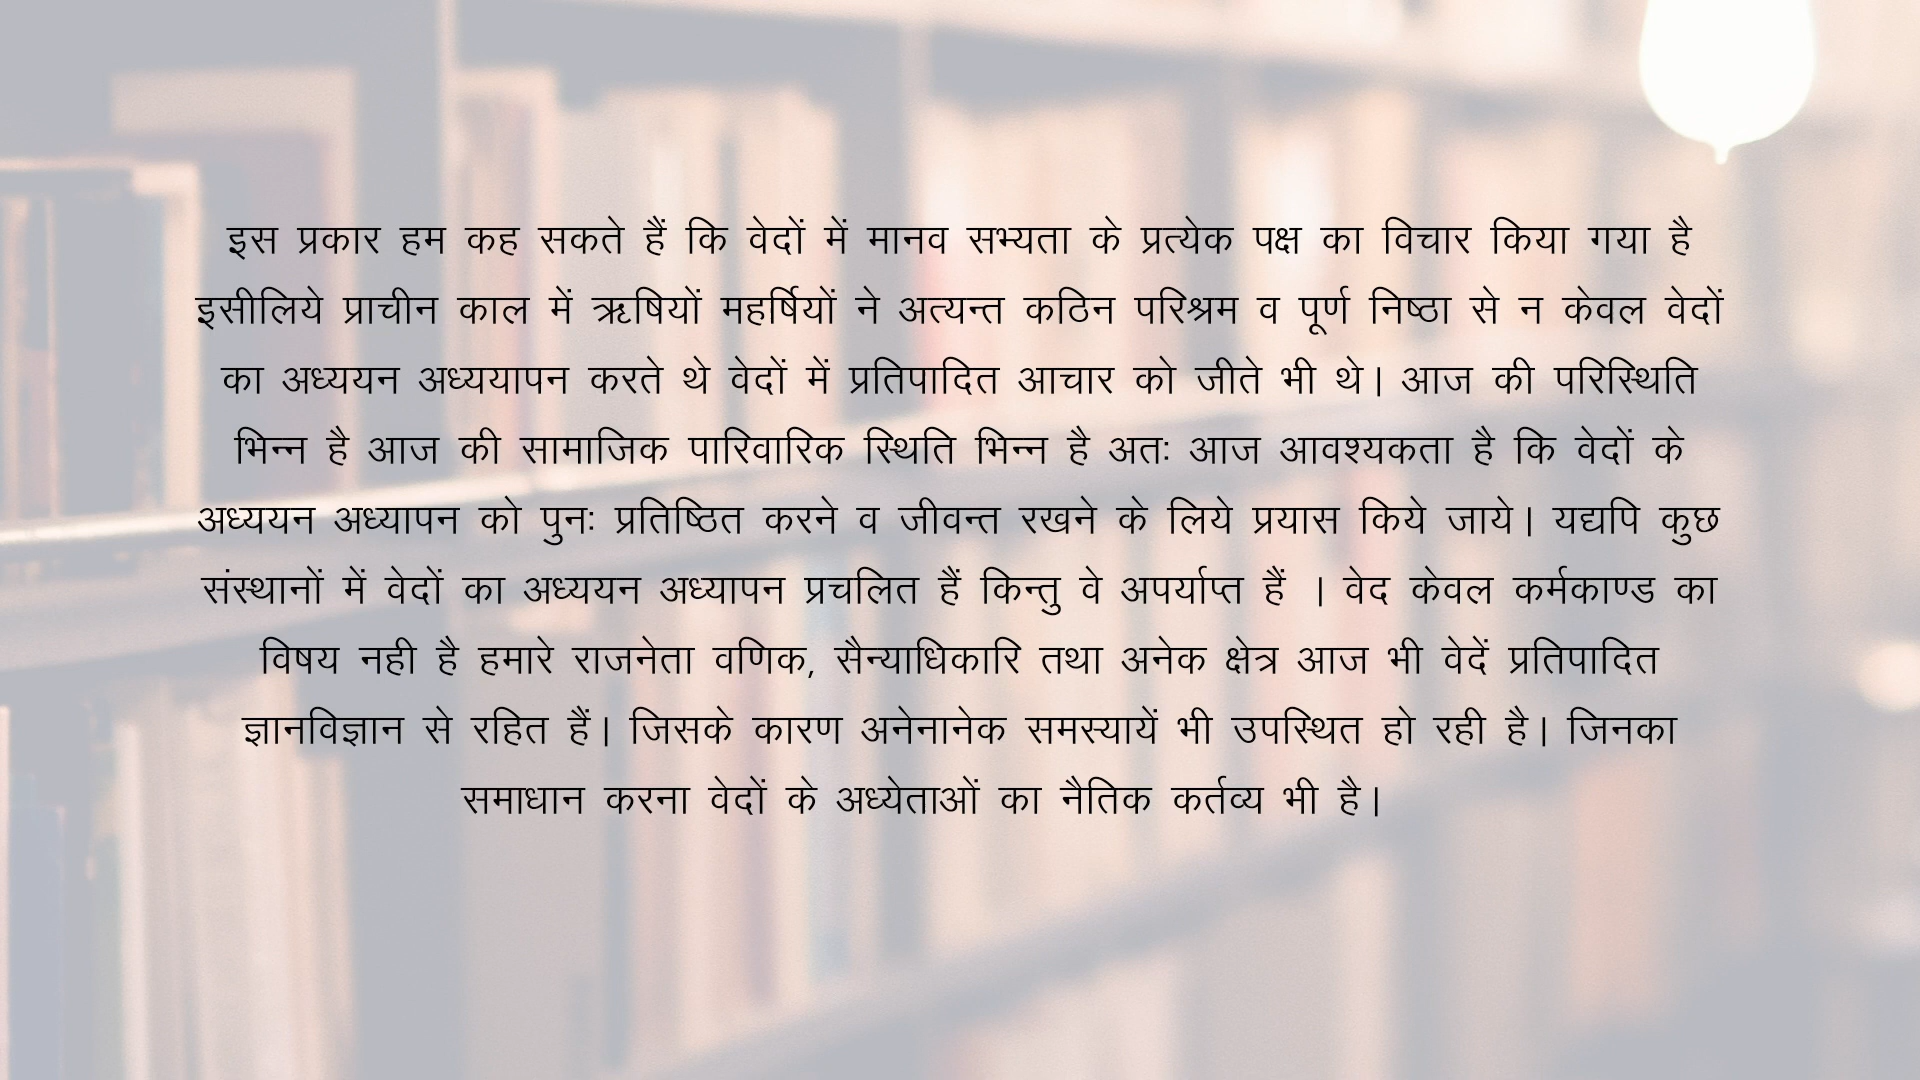 इस प्रकार हम कह सकते हैं कि वेदों में मानव सभ्यता के प्रत्येक पक्ष का विचार किया गया है
इसीलिये प्राचीन काल में ऋषियों महर्षियों ने अत्यन्त कठिन परिश्रम व पूर्ण निष्ठा से न केवल वेदों
का अध्ययन अध्ययापन करते थे वेदों में प्रतिपादित आचार को जीते भी थे। आज की परिस्थिति
भिन्न है आज की सामाजिक पारिवारिक स्थिति भिन्न है अतः आज आवश्यकता है कि वेदों के
अध्ययन अध्यापन को पुनः प्रतिष्ठित करने व जीवन्त रखने के लिये प्रयास किये जाये। यद्यपि कुछ
संस्थानों में वेदों का अध्ययन अध्यापन प्रचलित हैं किन्तु वे अपर्याप्त हैं । वेद केवल कर्मकाण्ड का
विषय नही है हमारे राजनेता वणिक, सैन्याधिकारि तथा अनेक क्षेत्र आज भी वेदें प्रतिपादित
ज्ञानविज्ञान से रहित हैं। जिसके कारण अनेनानेक समस्यायें भी उपस्थित हो रही है। जिनका
समाधान करना वेदों के अध्येताओं का नैतिक कर्तव्य भी है।